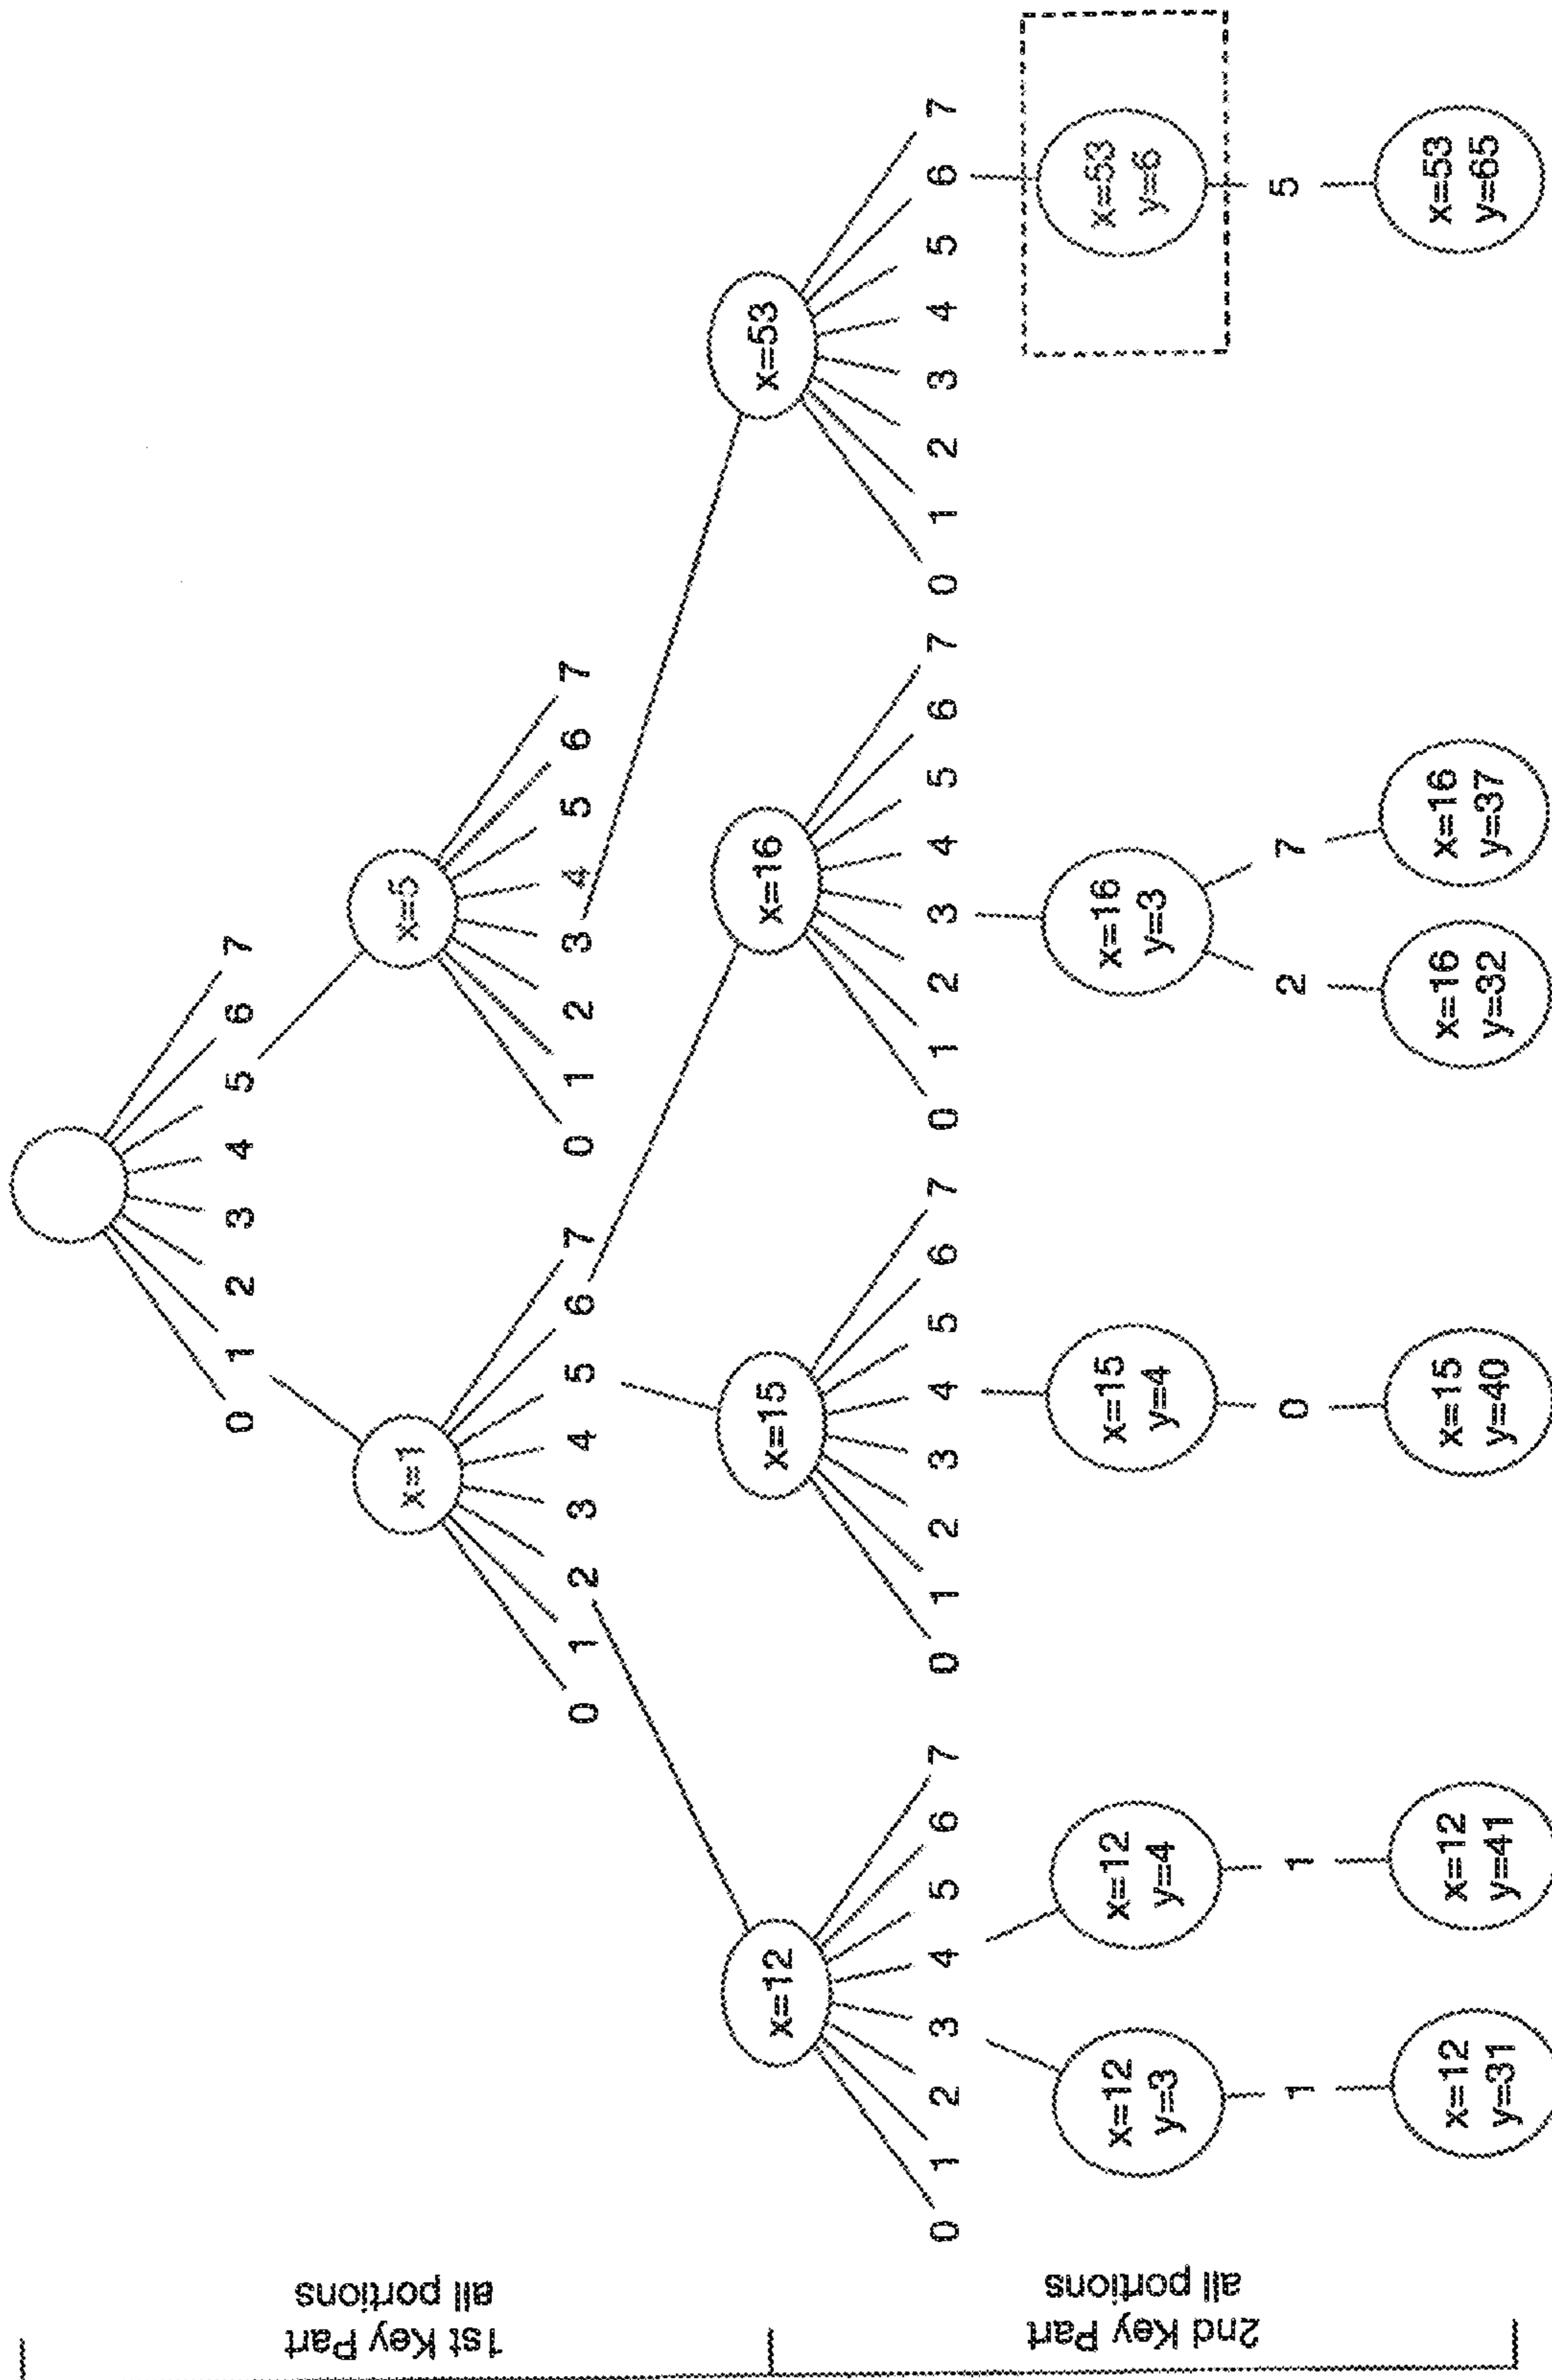 1st Key Part
all portions
0 1 2 3 4 5 6 7
x=1 x=5
0 1 2 3 4 5 6 7 0 1 2 3 4 5 6 7
2nd Key Part
all portions
x=12 x=15 x=16 x=53
0 1 2 3 4 5 6 7 0 1 2 3 4 5 6 7 0 1 2 3 4 5 6 7 0 1 2 3 4 5 6 7
x=12 x=12 x=15 x=16 x=53
y=3 y=4 y=4 y=3 y=6
1 1 0 2 7 5
x=12 x=12 x=15 x=16 x=16 x=53
y=31 y=41 y=40 y=32 y=37 y=65